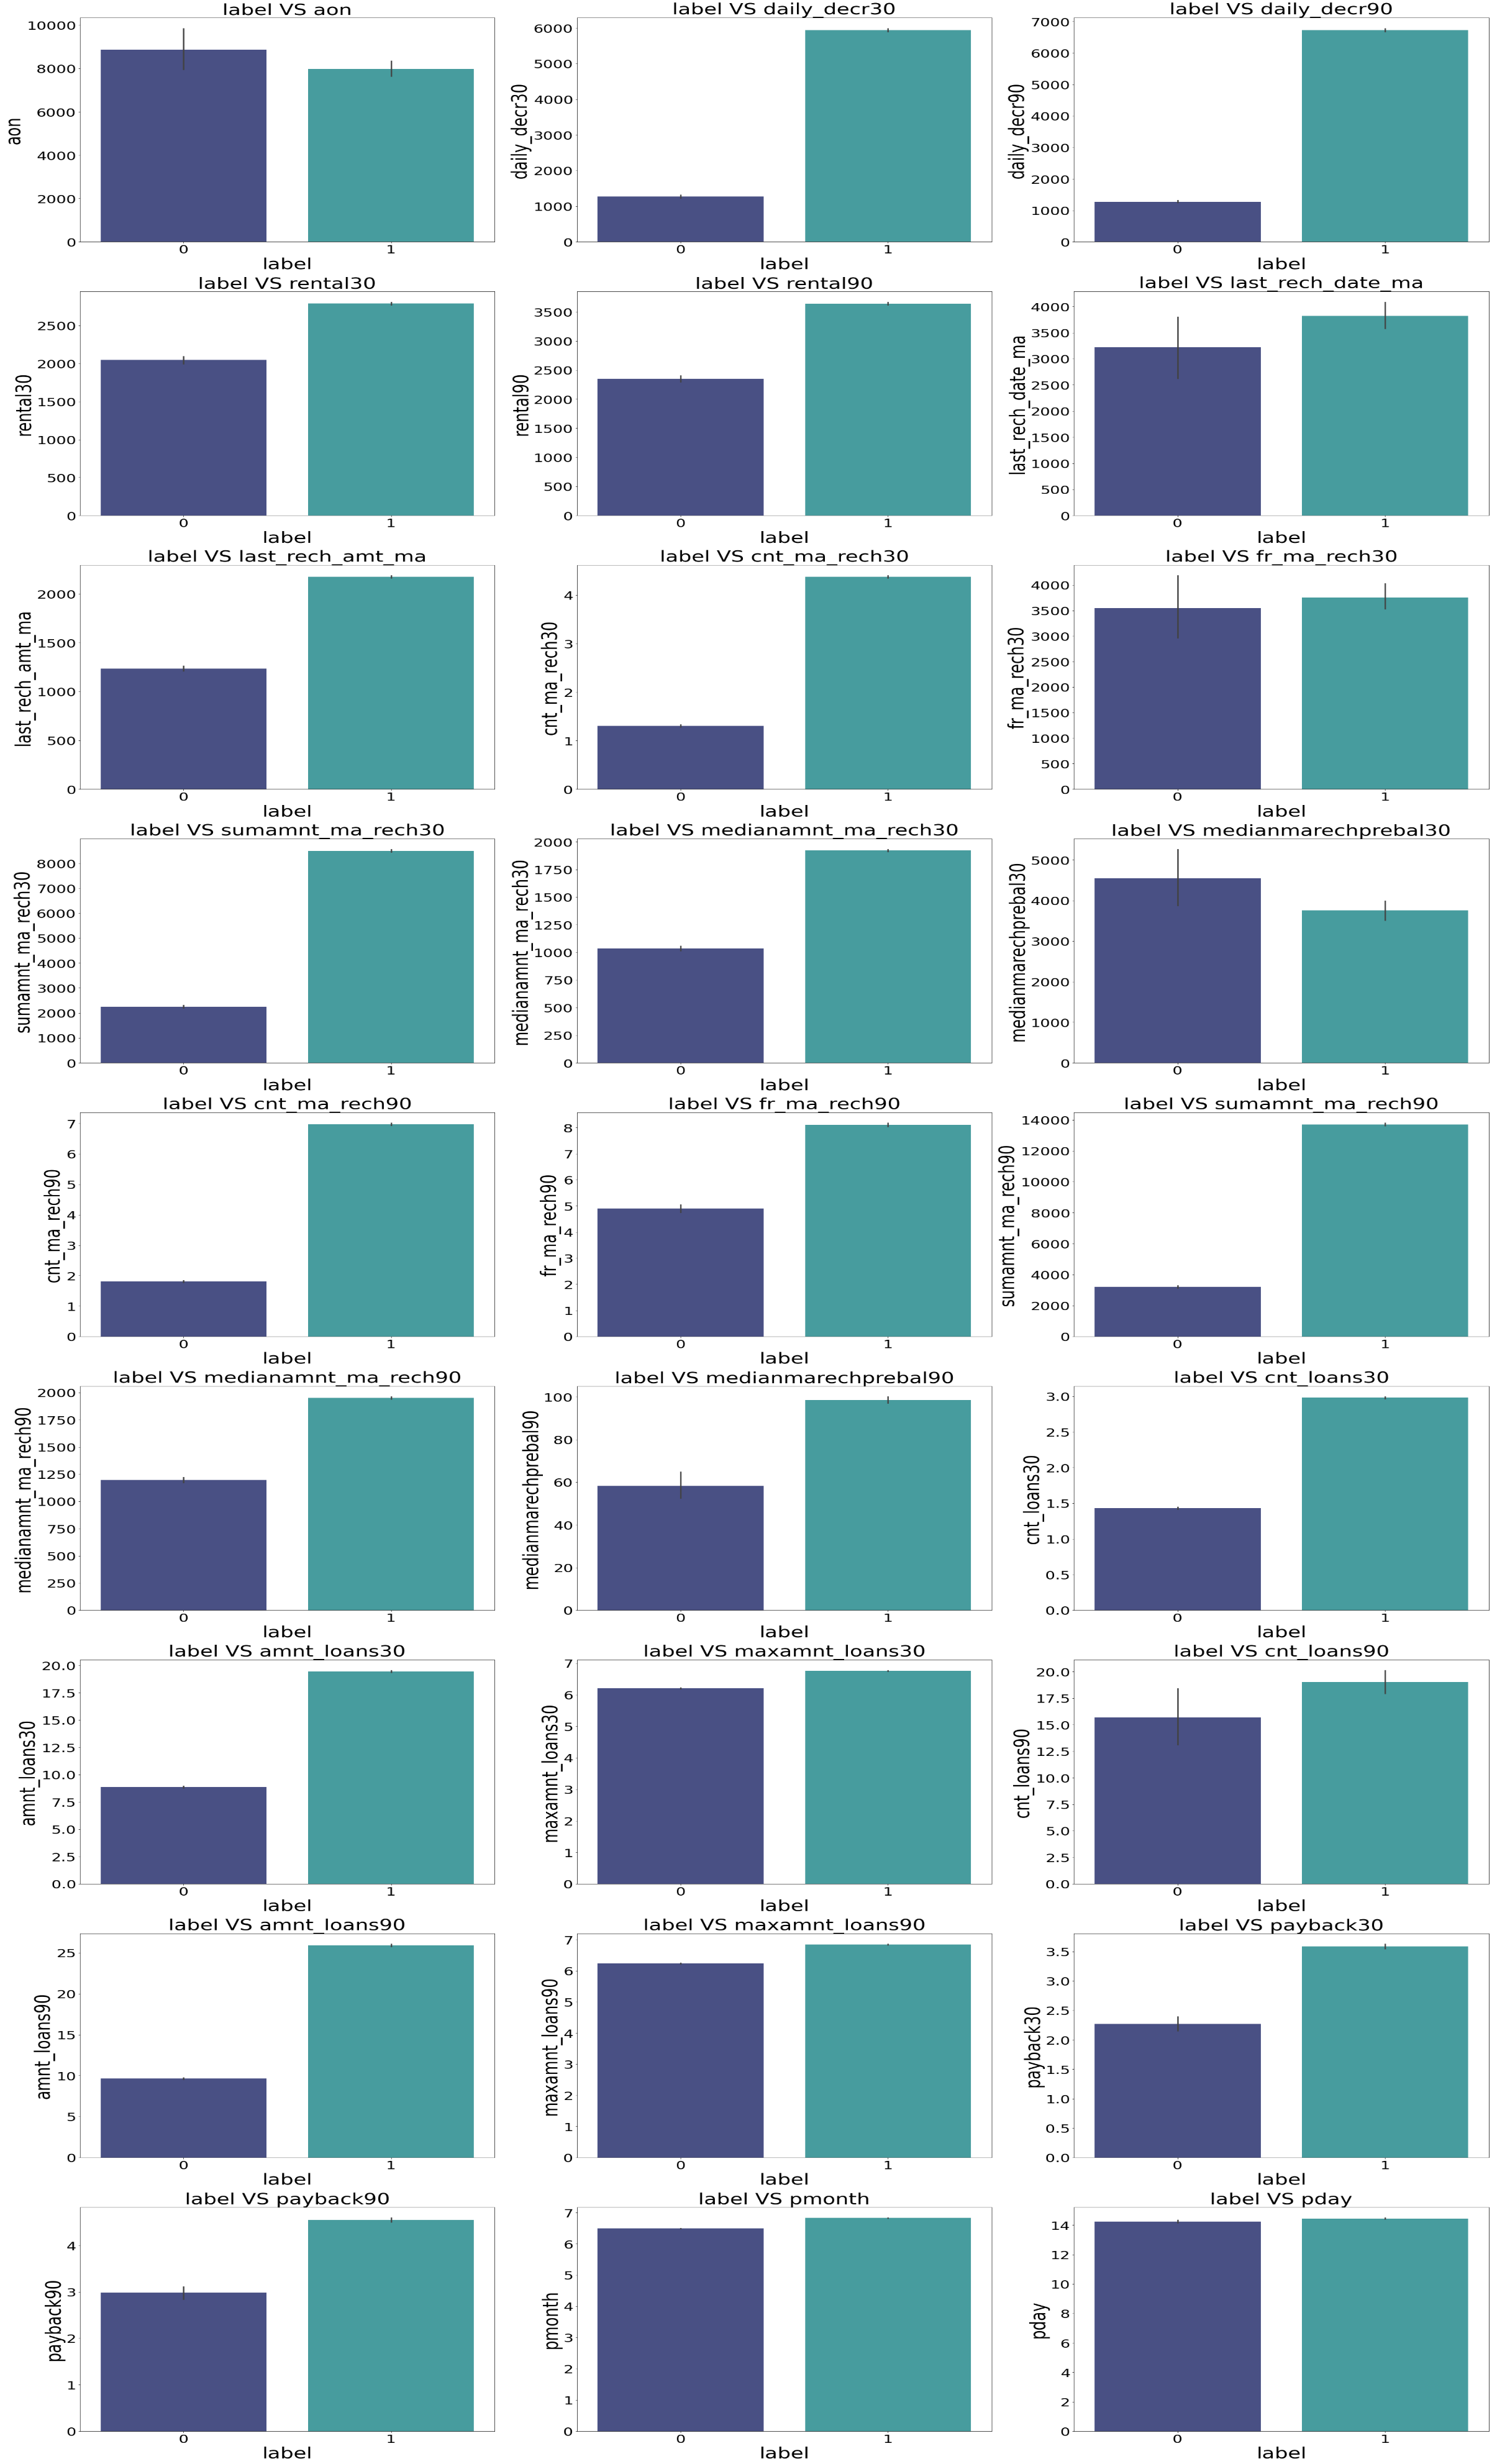 label VS aon
10000
8000
6000
4000
2000
0
aon
0 1
label
label VS daily_decr30
6000
5000
4000
3000
2000
1000
0
daily_decr30
0 1
label
label VS daily_decr90
7000
6000
5000
4000
3000
2000
1000
0
daily_decr90
0 1
label
label VS rental30
2500
2000
1500
1000
500
0
rental30
0 1
label
label VS rental90
3500
3000
2500
2000
1500
1000
500
0
rental90
0 1
label
label VS last_rech_date_ma
4000
3500
3000
2500
2000
1500
1000
500
0
last_rech_date_ma
0 1
label
label VS last_rech_amt_ma
2000
1500
1000
500
0
last_rech_amt_ma
0 1
label
label VS cnt_ma_rech30
4
3
2
1
0
cnt_ma_rech30
0 1
label
label VS fr_ma_rech30
4000
3500
3000
2500
2000
1500
1000
500
0
fr_ma_rech30
0 1
label
label VS sumamnt_ma_rech30
8000
7000
6000
5000
4000
3000
2000
1000
0
sumamnt_ma_rech30
0 1
label
label VS medianamnt_ma_rech30
2000
1750
1500
1250
1000
750
500
250
0
medianamnt_ma_rech30
0 1
label
label VS medianmarechprebal30
5000
4000
3000
2000
1000
0
medianmarechprebal30
0 1
label
label VS cnt_ma_rech90
7
6
5
4
3
2
1
0
cnt_ma_rech90
0 1
label
label VS fr_ma_rech90
8
7
6
5
4
3
2
1
0
fr_ma_rech90
0 1
label
label VS sumamnt_ma_rech90
14000
12000
10000
8000
6000
4000
2000
0
sumamnt_ma_rech90
0 1
label
label VS medianamnt_ma_rech90
2000
1750
1500
1250
1000
750
500
250
0
medianamnt_ma_rech90
0 1
label
label VS medianmarechprebal90
100
80
60
40
20
0
medianmarechprebal90
0 1
label
label VS cnt_loans30
3.0
2.5
2.0
1.5
1.0
0.5
0.0
cnt_loans30
0 1
label
label VS amnt_loans30
20.0
17.5
15.0
12.5
10.0
7.5
5.0
2.5
0.0
amnt_loans30
0 1
label
label VS maxamnt_loans30
7
6
5
4
3
2
1
0
maxamnt_loans30
0 1
label
label VS cnt_loans90
20.0
17.5
15.0
12.5
10.0
7.5
5.0
2.5
0.0
cnt_loans90
0 1
label
label VS amnt_loans90
25
20
15
10
5
0
amnt_loans90
0 1
label
label VS maxamnt_loans90
7
6
5
4
3
2
1
0
maxamnt_loans90
0 1
label
label VS payback30
3.5
3.0
2.5
2.0
1.5
1.0
0.5
0.0
payback30
0 1
label
label VS payback90
4
3
2
1
0
payback90
0 1
label
label VS pmonth
7
6
5
4
3
2
1
0
pmonth
0 1
label
label VS pday
14
12
10
8
6
4
2
0
pday
0 1
label